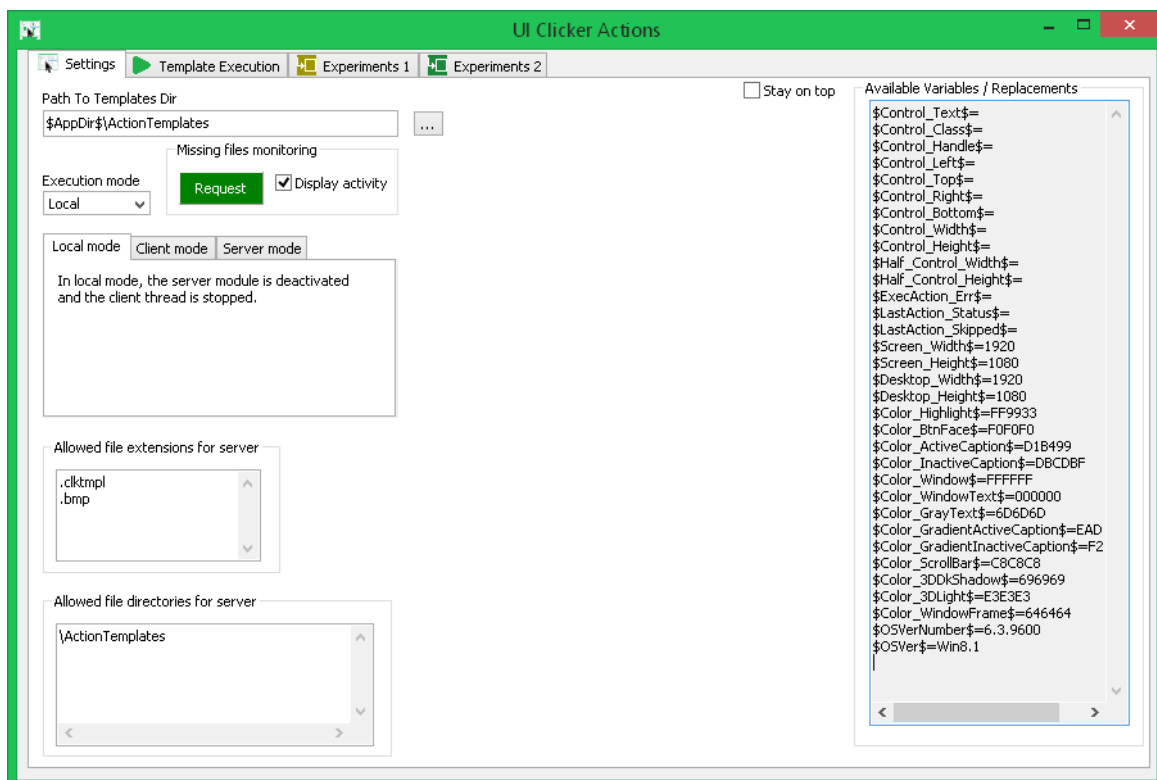 UI Clicker Actions
Settings
Template Execution
Experiments 1
Experiments 2
Path To Templates Dir
$AppDir$\ActionTemplates
...
Stay on top
Missing files monitoring
Execution mode
Local
Request
Display activity
Local mode
Client mode
Server mode
In local mode, the server module is deactivated
and the client thread is stopped.
Allowed file extensions for server
.clktmpl
.bmp
Allowed file directories for server
\ActionTemplates
Available Variables / Replacements
$Control_Text$=
$Control_Class$=
$Control_Handle$=
$Control_Left$=
$Control_Top$=
$Control_Right$=
$Control_Bottom$=
$Control_Width$=
$Control_Height$=
$Half_Control_Width$=
$Half_Control_Height$=
$ExecAction_Err$=
$LastAction_Status$=
$LastAction_Skipped$=
$Screen_Width$=1920
$Screen_Height$=1080
$Desktop_Width$=1920
$Desktop_Height$=1080
$Color_Highlight$=FF9933
$Color_BtnFace$=F0F0F0
$Color_ActiveCaption$=D1B499
$Color_InactiveCaption$=DBCDBF
$Color_Window$=FFFFFF
$Color_WindowText$=000000
$Color_GrayText$=6D6D6D
$Color_GradientActiveCaption$=EAD
$Color_GradientInactiveCaption$=F2
$Color_ScrollBar$=C8C8C8
$Color_3DDkShadow$=696969
$Color_3DLight$=E3E3E3
$Color_WindowFrame$=646464
$OSVerNumber$=6.3.9600
$OSVer$=Win8.1